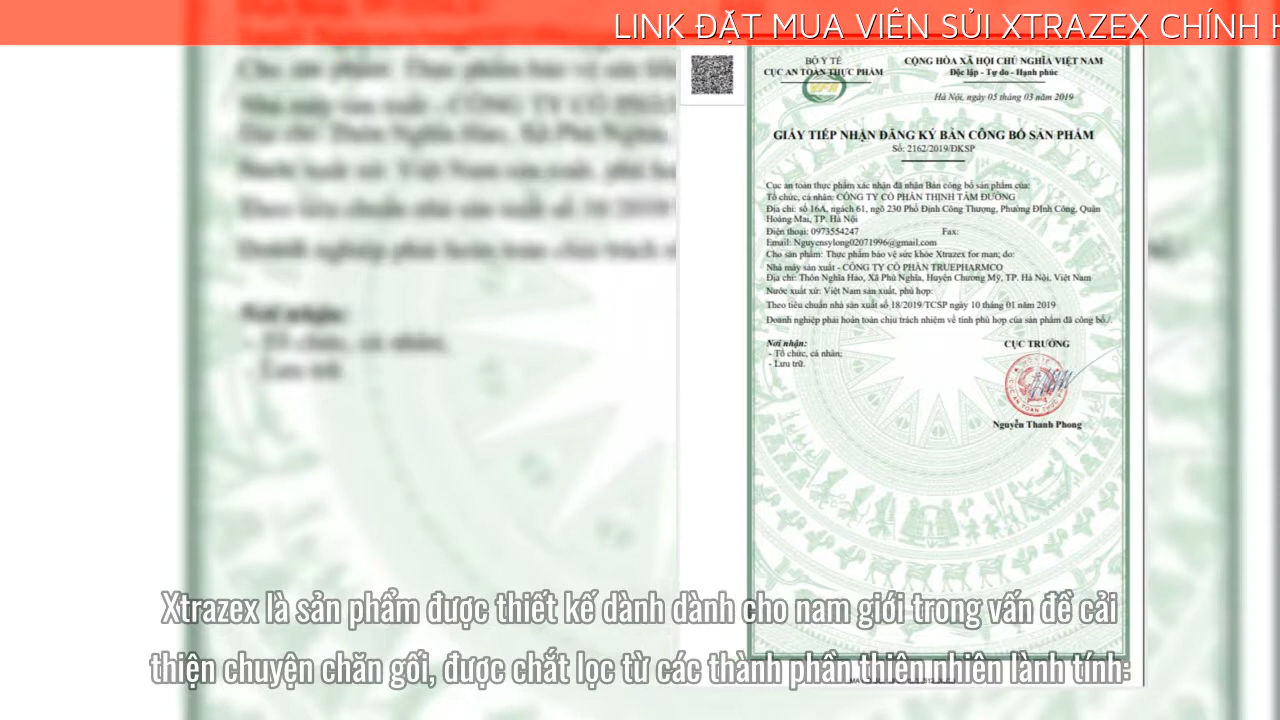 LINK ĐẶT MUA VIÊN SỦI XTRAZEX CHÍNH H
BỘ Y TẾ
CỤC AN TOÀN THỰC PHẨM
CỘNG HÒA XÃ HỘI CHỦ NGHĨA VIỆT NAM
Độc lập - Tự do - Hạnh phúc
Hà Nội, ngày 05 tháng 03 năm 2019
GIẤY TIẾP NHẬN ĐĂNG KÝ BẢN CÔNG BỐ SẢN PHẨM
Số: 2162/2019/ĐKSP
Cục an toàn thực phẩm xác nhận đã nhận Bản công bố sản phẩm của:
Tổ chức, cá nhân: CÔNG TY CỔ PHẦN THỊNH TÂM ĐƯỜNG
Địa chỉ: số 16A, ngách 61, ngõ 230 Phố Định Công Thượng, Phường Định Công, Quận
Hoàng Mai, TP. Hà Nội
Điện thoại: 0973554247 Fax:
Email: Nguyensylong02071996@gmail.com
Cho sản phẩm: Thực phẩm bảo vệ sức khỏe Xtrazex for man; do:
Nhà máy sản xuất - CÔNG TY CỔ PHẦN TRUEPHARMCO
Địa chỉ: Thôn Nghĩa Hảo, Xã Phú Nghĩa, Huyện Chương Mỹ, TP. Hà Nội, Việt Nam
Nước xuất xứ: Việt Nam sản xuất, phù hợp:
Theo tiêu chuẩn nhà sản xuất số 18/2019/TCSP ngày 10 tháng 01 năm 2019
Doanh nghiệp phải hoàn toàn chịu trách nhiệm về tính phù hợp của sản phẩm đã công bố./.
Nơi nhận:
- Tổ chức, cá nhân;
- Lưu trữ.
CỤC TRƯỞNG
Nguyễn Thanh Phong
Xtrazex là sản phẩm được thiết kế dành dành cho nam giới trong vấn đề cải
thiện chuyện chăn gối, được chắt lọc từ các thành phần thiên nhiên lành tính: